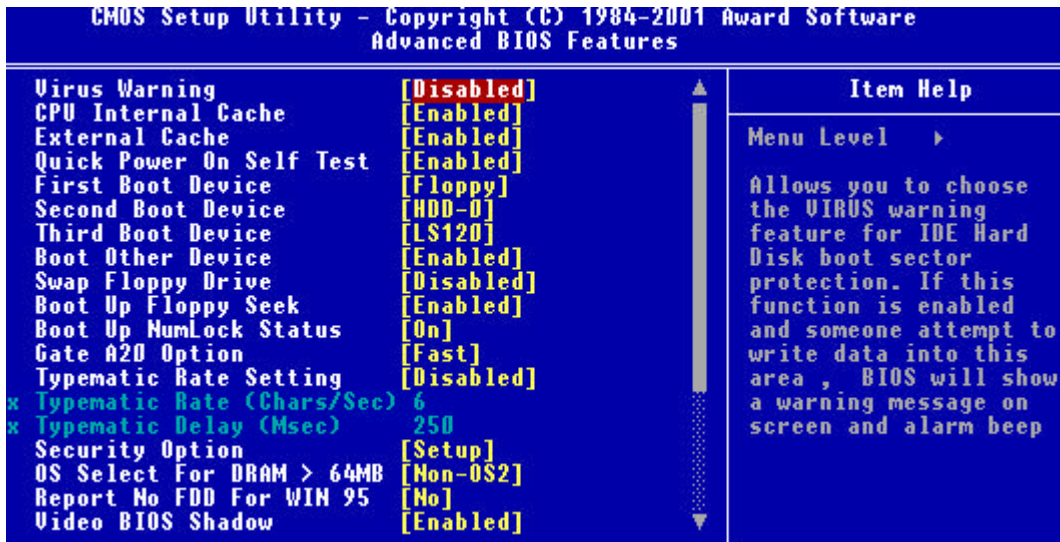 CMOS Setup Utility - Copyright (C) 1984-2001 Award Software
Advanced BIOS Features
Virus Warning [Disabled]
CPU Internal Cache [Enabled]
External Cache [Enabled]
Quick Power On Self Test [Enabled]
First Boot Device [Floppy]
Second Boot Device [HDD-0]
Third Boot Device [LS120]
Boot Other Device [Enabled]
Swap Floppy Drive [Disabled]
Boot Up Floppy Seek [Enabled]
Boot Up NumLock Status [On]
Gate A20 Option [Fast]
Typematic Rate Setting [Disabled]
x Typematic Rate (Chars/Sec) 6
x Typematic Delay (Msec) 250
Security Option [Setup]
OS Select For DRAM > 64MB [Non-OS2]
Report No FDD For WIN 95 [No]
Video BIOS Shadow [Enabled]
Item Help
Menu Level
Allows you to choose
the VIRUS warning
feature for IDE Hard
Disk boot sector
protection. If this
function is enabled
and someone attempt to
write data into this
area , BIOS will show
a warning message on
screen and alarm beep